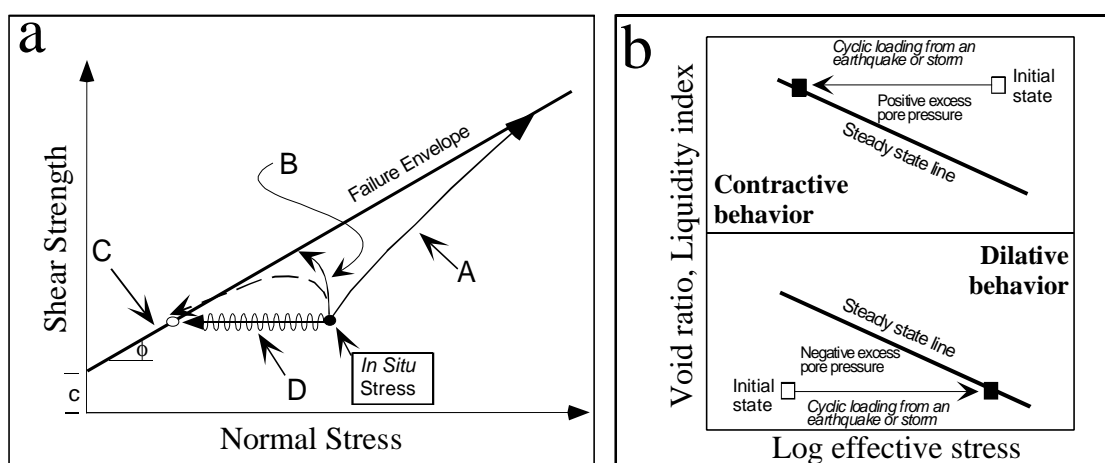 a
Shear Strength
Normal Stress
Failure Envelope
A
B
C
D
ϕ
c
In Situ
Stress
b
Void ratio, Liquidity index
Log effective stress
Cyclic loading from an
earthquake or storm
Initial
state
Positive excess
pore pressure
Steady state line
Contractive
behavior
Dilative
behavior
Steady state line
Negative excess
pore pressure
Initial
state
Cyclic loading from an
earthquake or storm